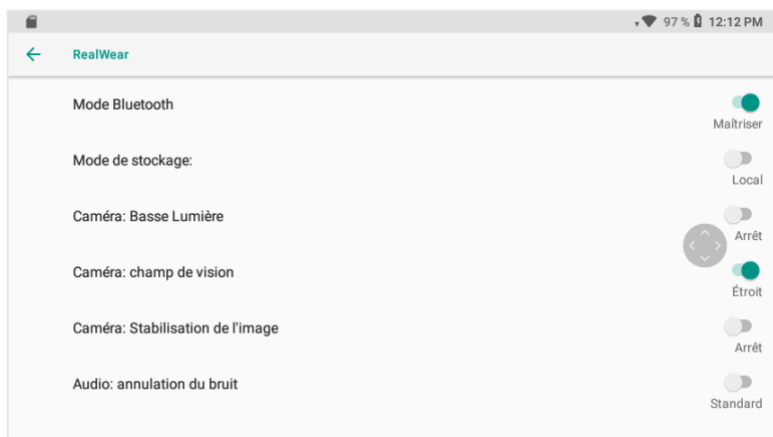 97 % 12:12 PM
RealWear
Mode Bluetooth
Maîtriser
Mode de stockage:
Local
Caméra: Basse Lumière
Arrêt
Caméra: champ de vision
Étroit
Caméra: Stabilisation de l'image
Arrêt
Audio: annulation du bruit
Standard